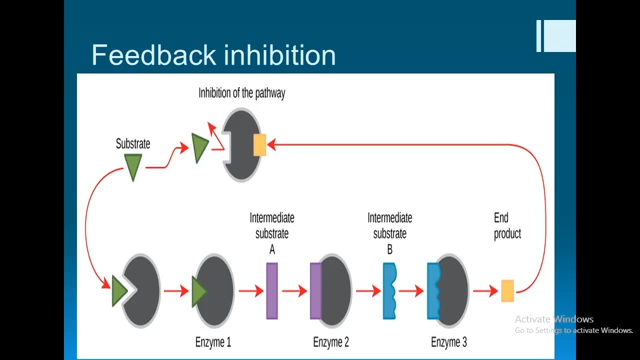 Feedback inhibition
Inhibition of the pathway
Substrate
Intermediate
substrate
A
Intermediate
substrate
B
End
product
Enzyme 1
Enzyme 2
Enzyme 3
Activate Windows
Go to Settings to activate Windows.